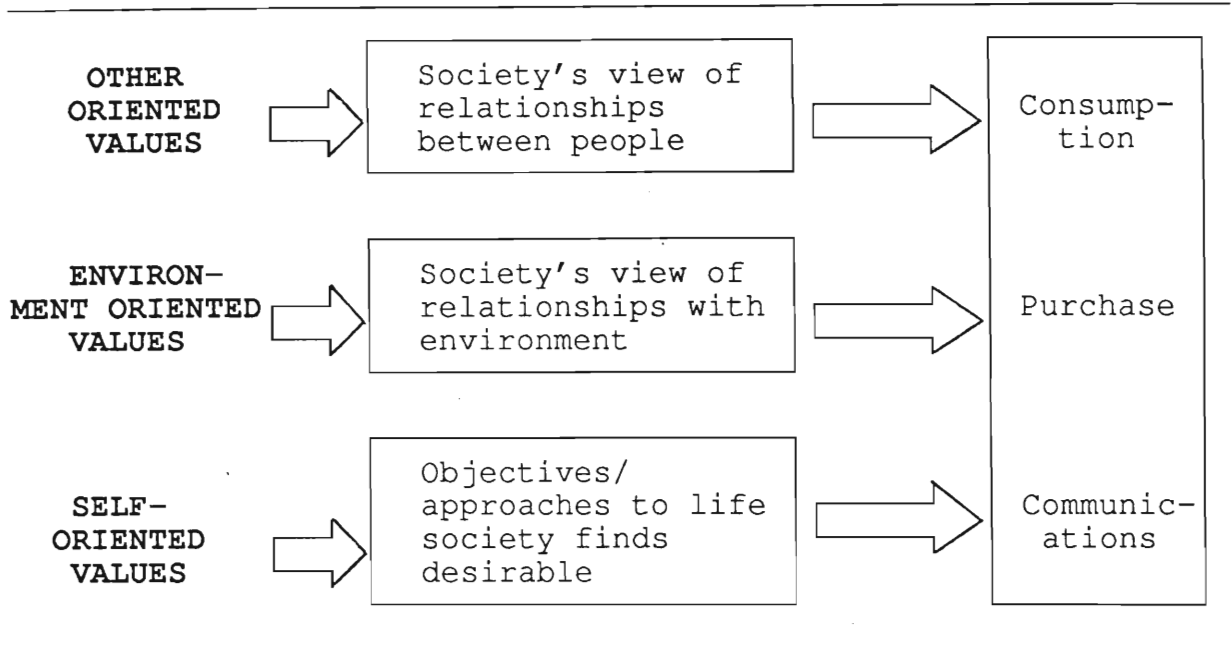 OTHER
ORIENTED
VALUES
Society's view of
relationships
between people
Consump-
tion
ENVIRON-
MENT ORIENTED
VALUES
Society's view of
relationships with
environment
Purchase
SELF-
ORIENTED
VALUES
Objectives/
approaches to life
society finds
desirable
Communic-
ations